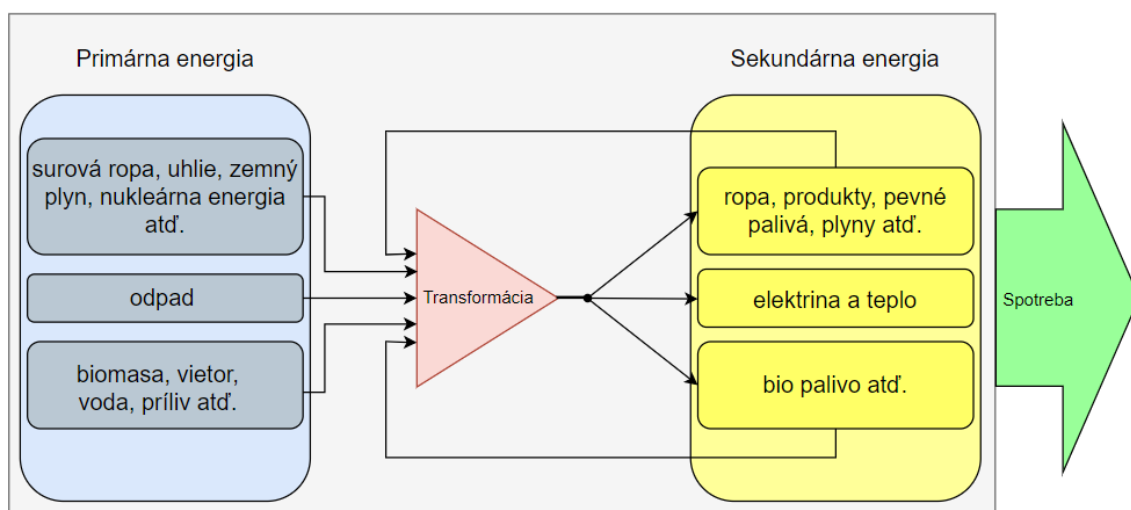 Primárna energia
Sekundárna energia
surová ropa, uhlie, zemný
plyn, nukleárna energia
atď.
odpad
biomasa, vietor,
voda, príliv atď.
Transformácia
ropa, produkty, pevné
palivá, plyny atď.
elektrina a teplo
bio palivo atď.
Spotreba